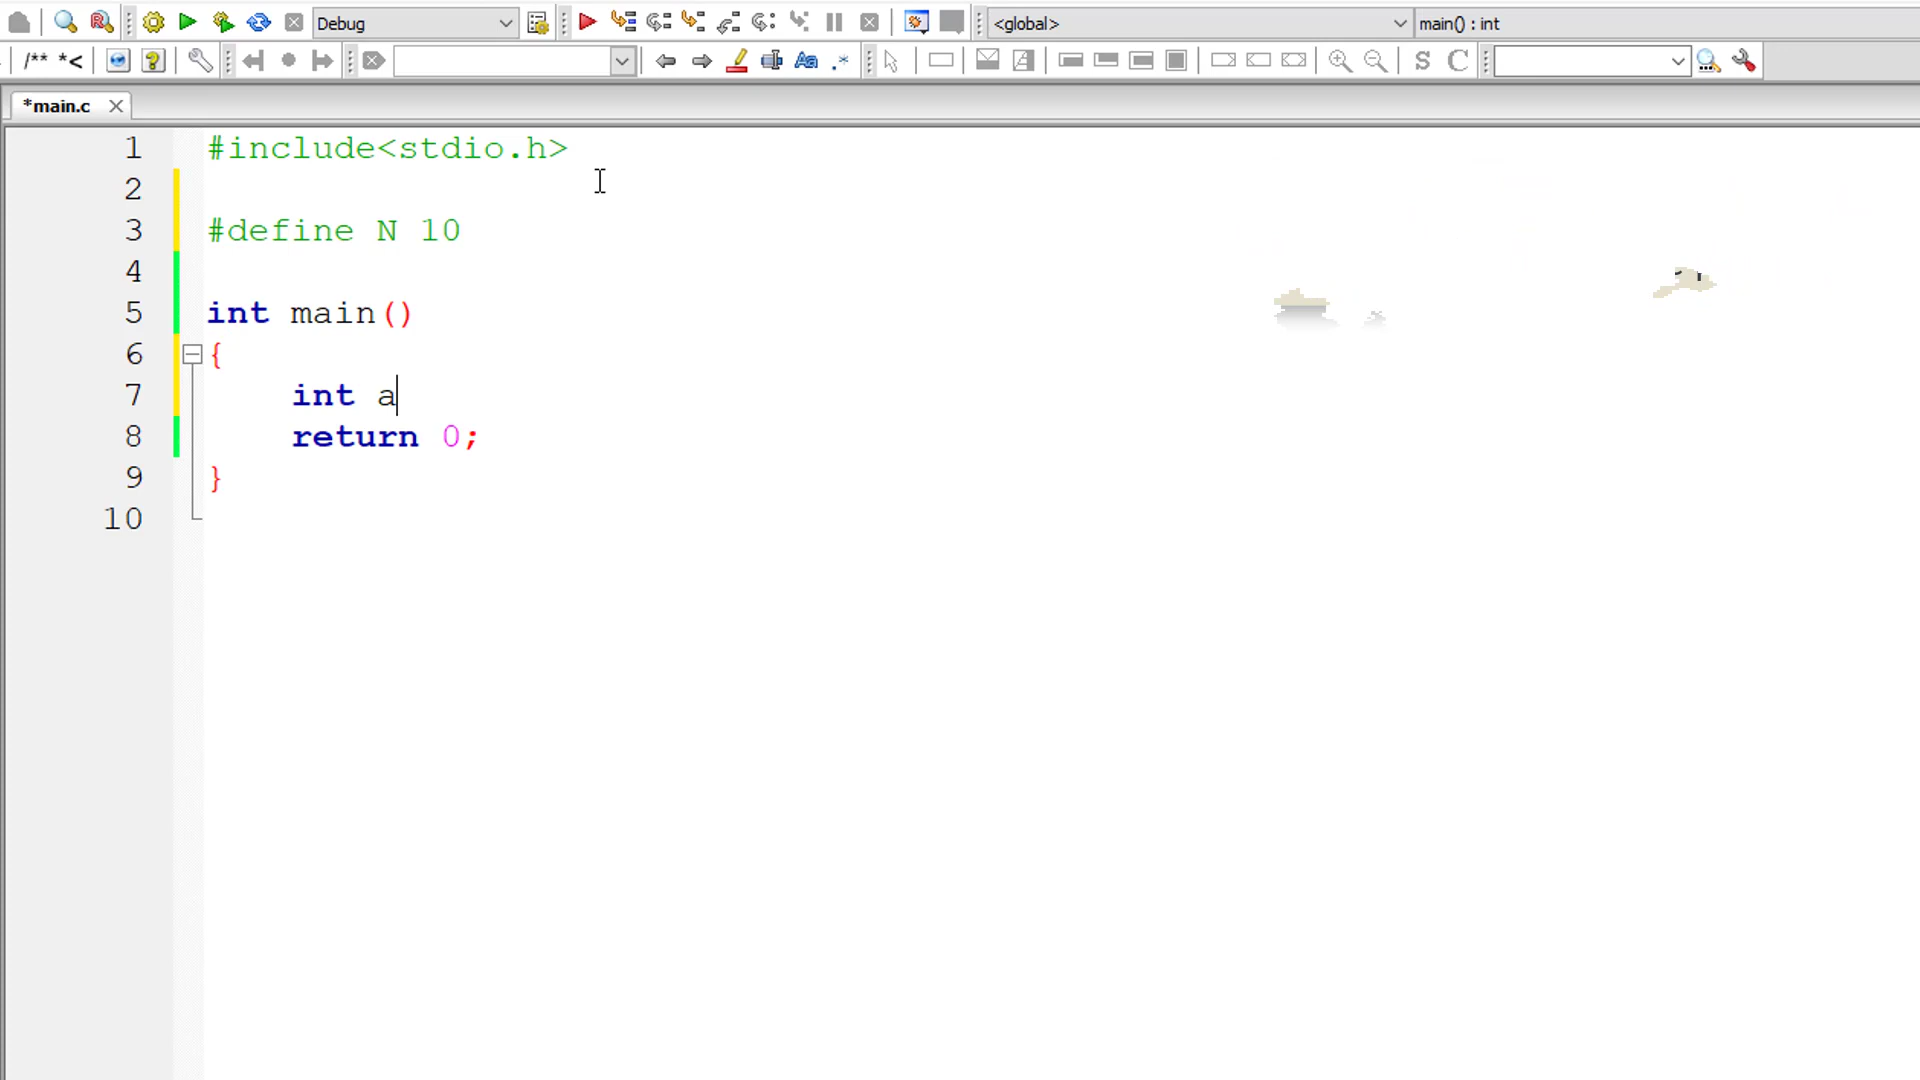 Debug
<global>
main() : int
/** *<
Aa
.*
S
C
*main.c
1 #include<stdio.h>
2
3 #define N 10
4
5 int main()
6 {
7 int a
8 return 0;
9 }
10